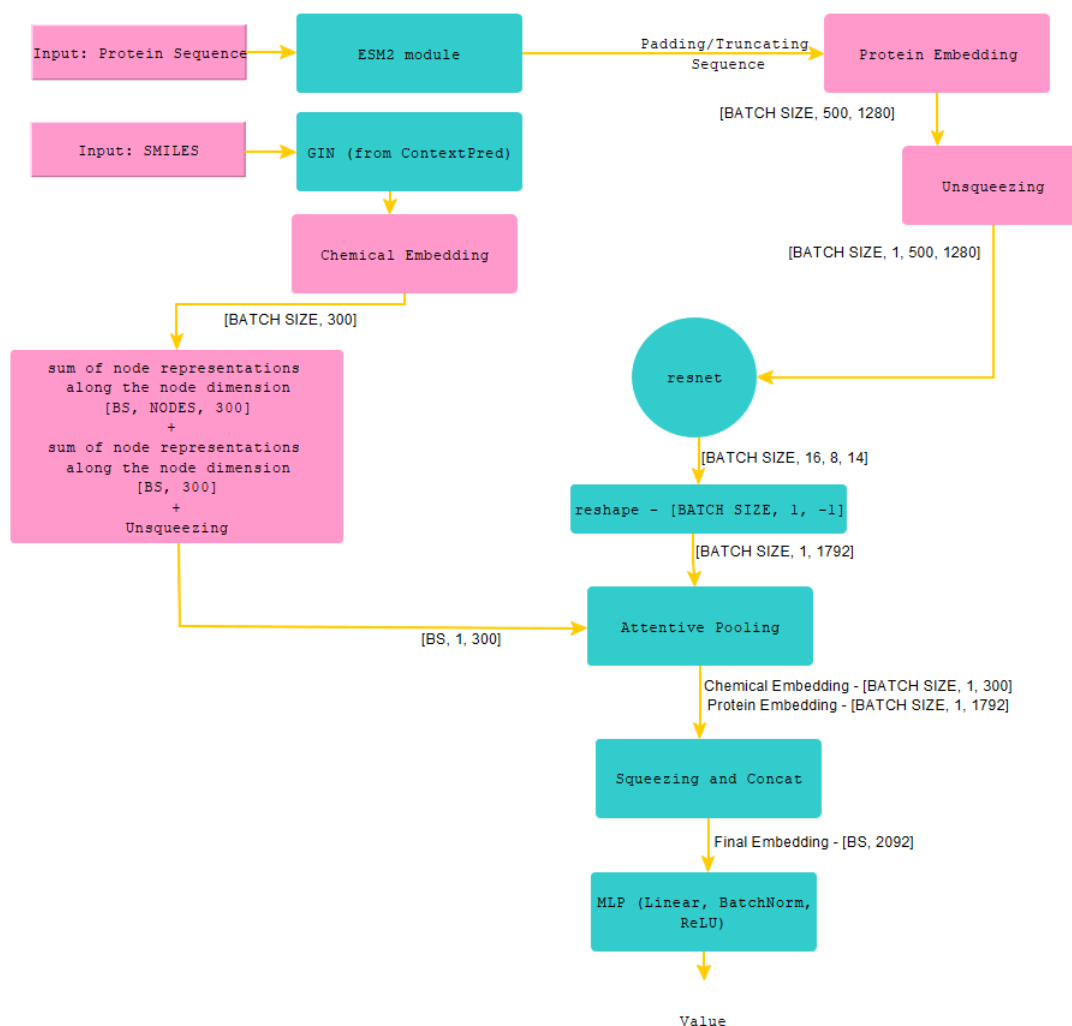 Input: Protein Sequence
ESM2 module
Padding/Truncating
Sequence
Protein Embedding
[BATCH SIZE, 500, 1280]
Input: SMILES
GIN (from ContextPred)
Unsqueezing
Chemical Embedding
[BATCH SIZE, 1, 500, 1280]
[BATCH SIZE, 300]
sum of node representations
along the node dimension
[BS, NODES, 300]
+
sum of node representations
along the node dimension
[BS, 300]
+
Unsqueezing
resnet
[BATCH SIZE, 16, 8, 14]
reshape - [BATCH SIZE, 1, -1]
[BATCH SIZE, 1, 1792]
[BS, 1, 300]
Attentive Pooling
Chemical Embedding - [BATCH SIZE, 1, 300]
Protein Embedding - [BATCH SIZE, 1, 1792]
Squeezing and Concat
Final Embedding - [BS, 2092]
MLP (Linear, BatchNorm,
ReLU)
Value